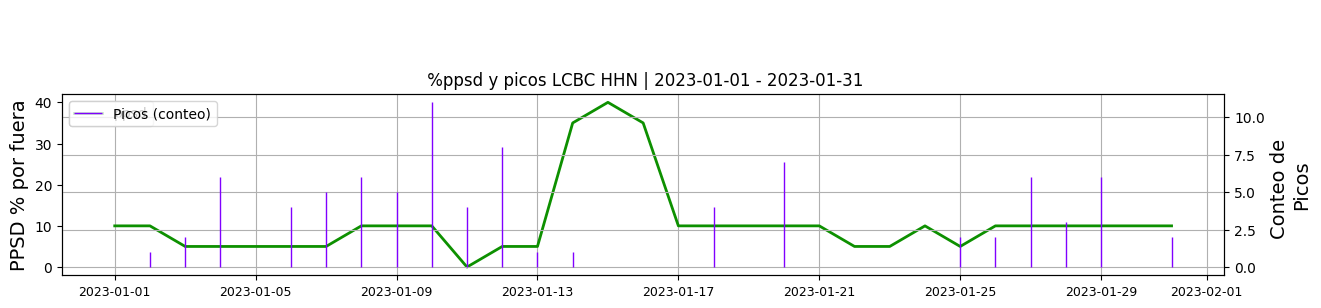 %ppsd y picos LCBC HHN | 2023-01-01 - 2023-01-31
PPSD % por fuera
40
30
20
10
0
Picos (conteo)
10.0
7.5
5.0
2.5
0.0
Conteo de
Picos
2023-01-01 2023-01-05 2023-01-09 2023-01-13 2023-01-17 2023-01-21 2023-01-25 2023-01-29 2023-02-01